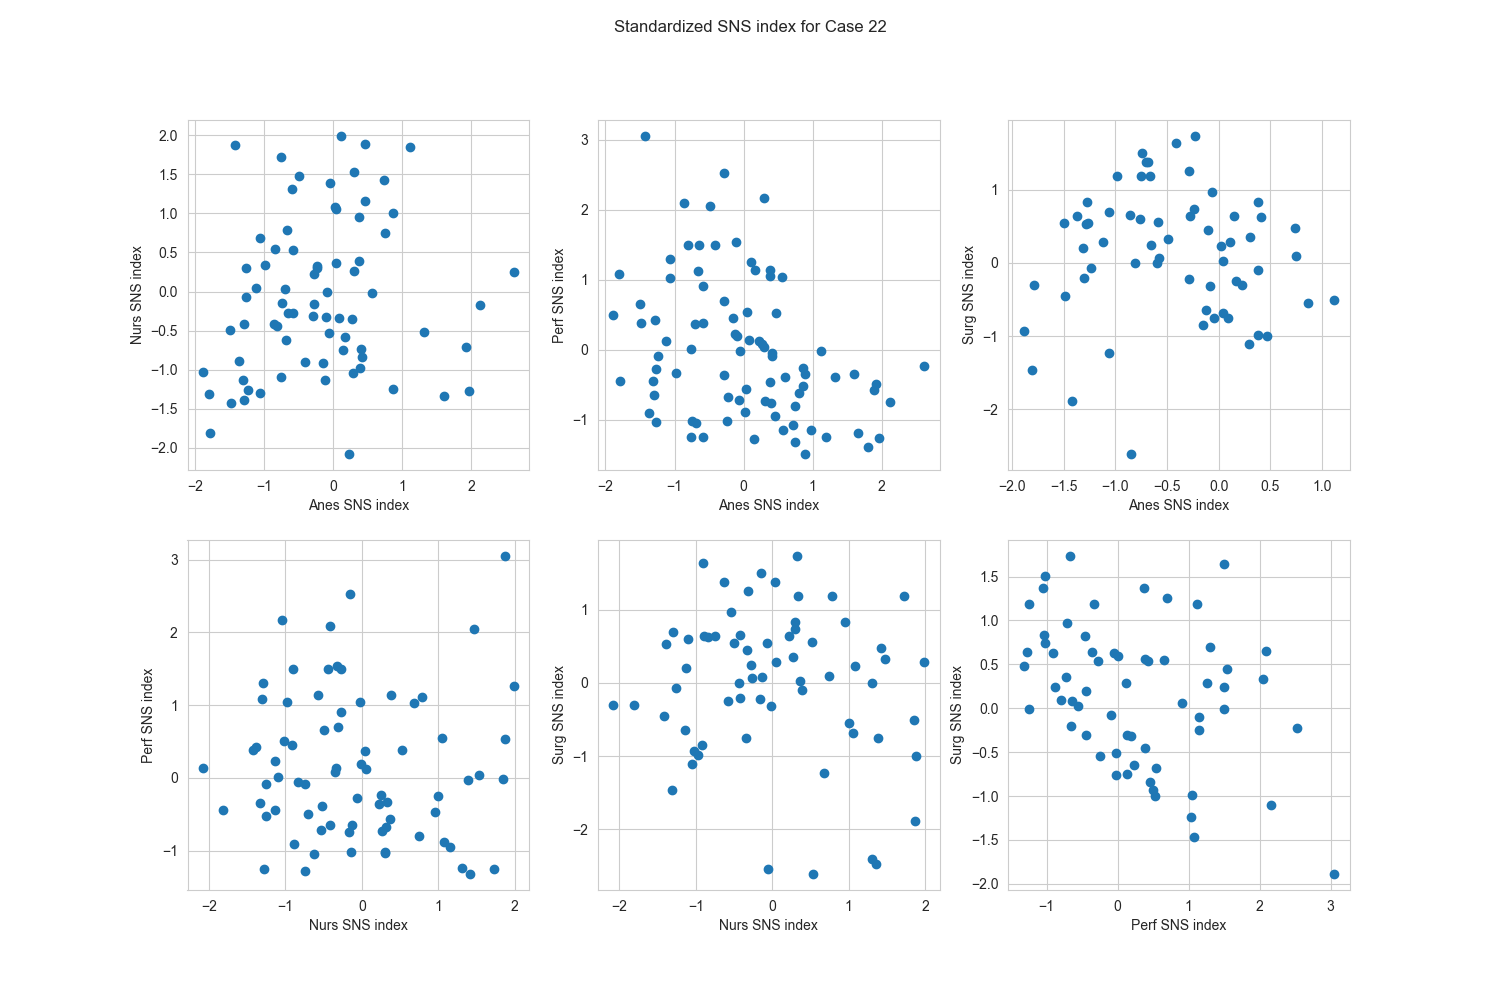 Standardized SNS index for Case 22
2.0
1.5
1.0
0.5
0.0
−0.5
−1.0
−1.5
−2.0
Nurs SNS index
−2 −1 0 1 2
Anes SNS index
3
2
1
0
−1
Perf SNS index
−2 −1 0 1 2
Anes SNS index
1
0
−1
−2
Surg SNS index
−2.0 −1.5 −1.0 −0.5 0.0 0.5 1.0
Anes SNS index
3
2
1
0
−1
Perf SNS index
−2 −1 0 1 2
Nurs SNS index
1
0
−1
−2
Surg SNS index
−2 −1 0 1 2
Nurs SNS index
1.5
1.0
0.5
0.0
−0.5
−1.0
−1.5
−2.0
Surg SNS index
−1 0 1 2 3
Perf SNS index